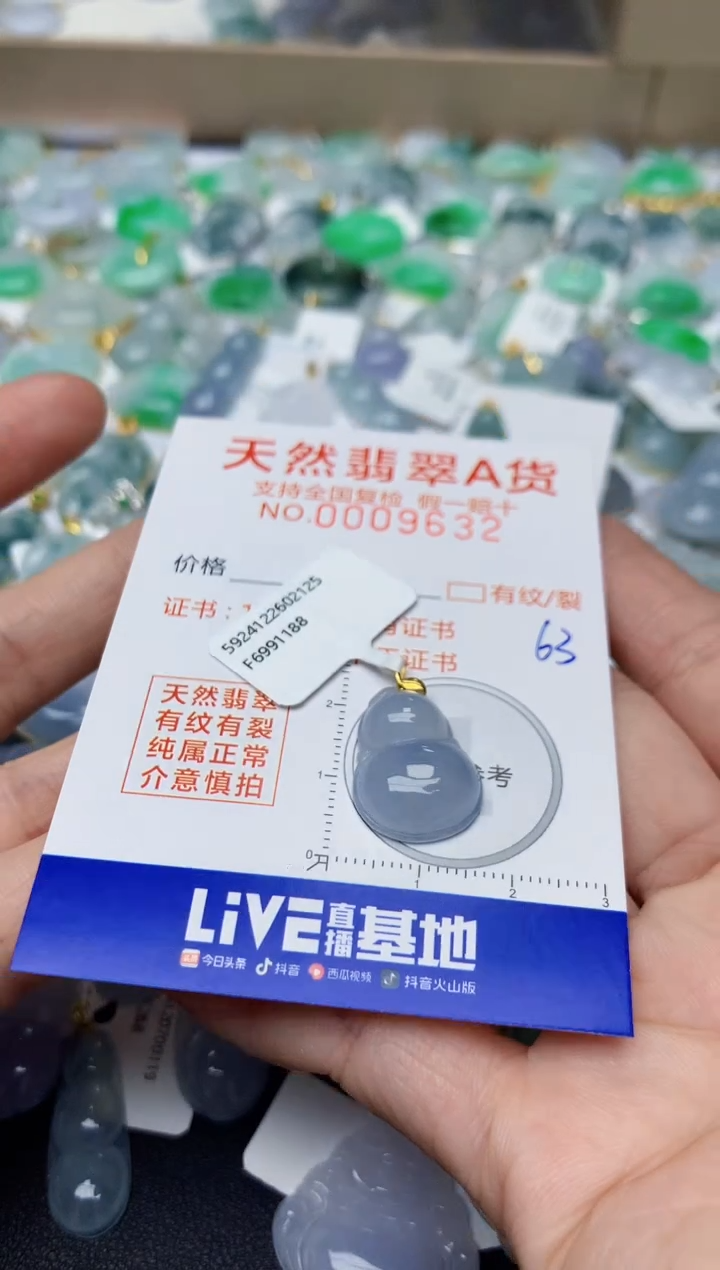 天然翡翠A货
支持全国复检 假一赔十
NO.0009632
价格
有纹/裂
证书:
有证书
证书
63
5924122602125
F6991188
天然翡翠
有纹有裂
纯属正常
介意慎拍
参考
2
1
0
1
2
3
LiVE直播基地
今日头条 抖音 西瓜视频 抖音火山版